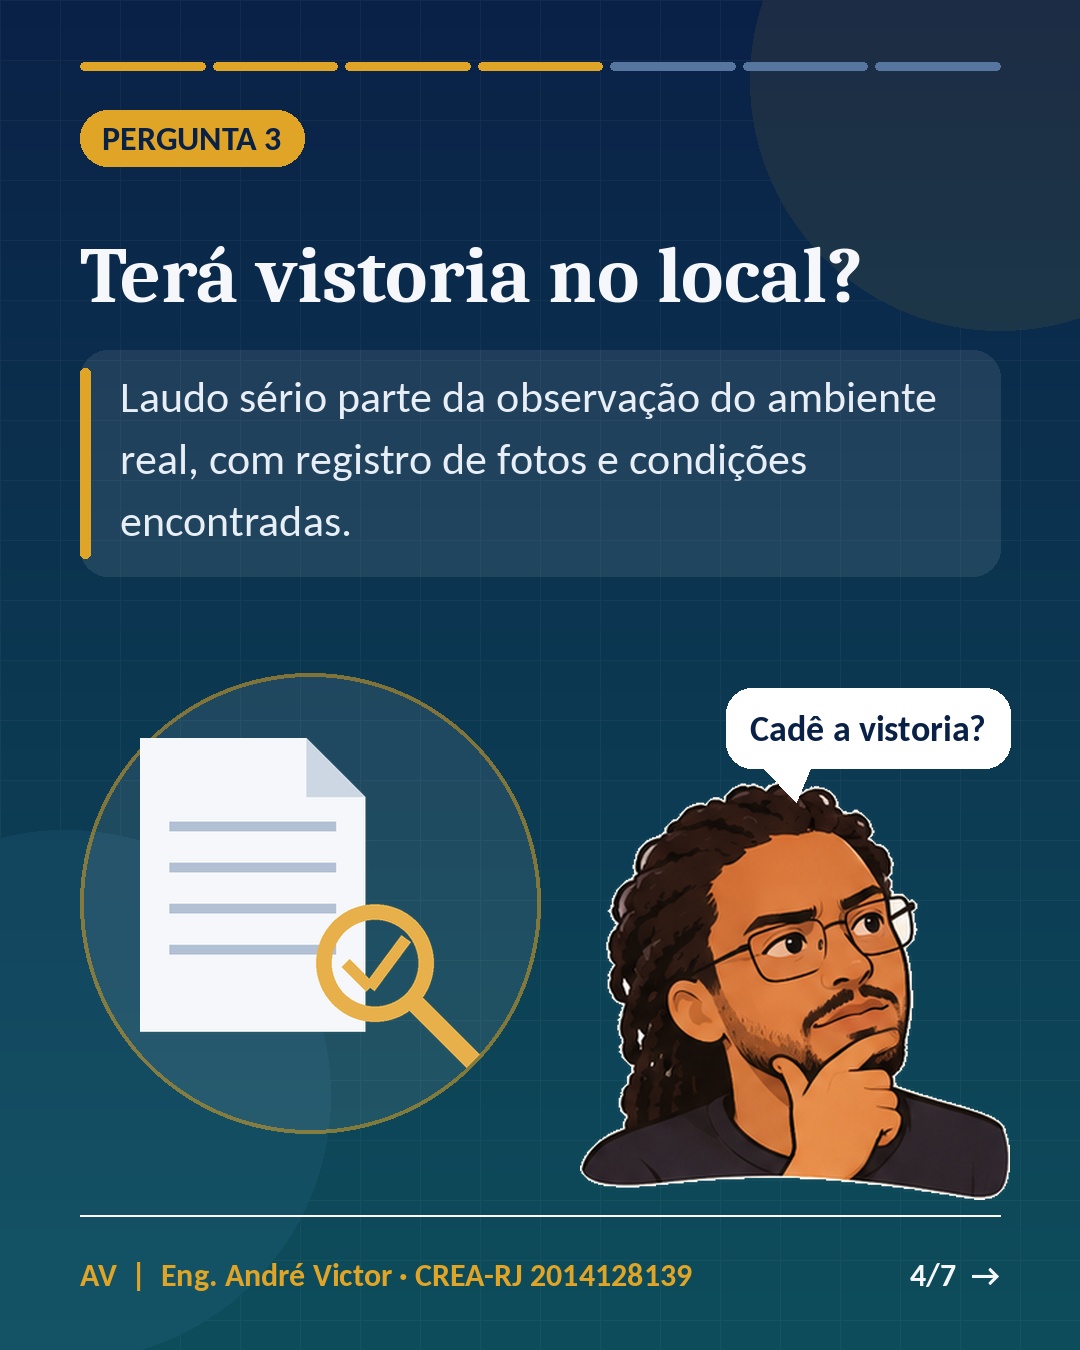 PERGUNTA 3
Terá vistoria no local?
Laudo sério parte da observação do ambiente
real, com registro de fotos e condições
encontradas.
Cadê a vistoria?
AV | Eng. André Victor · CREA-RJ 2014128139
4/7 →